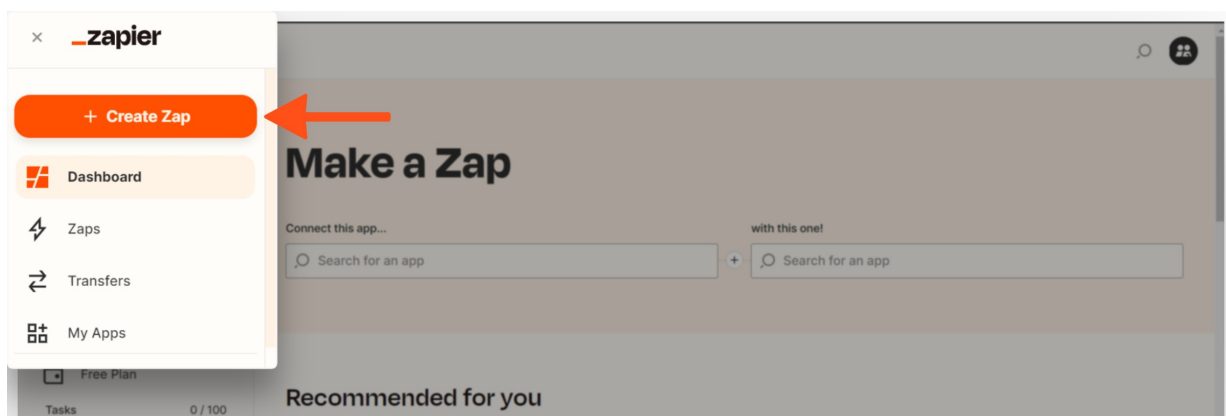 × _zapier
+ Create Zap
Dashboard
Zaps
Transfers
My Apps
Free Plan
Tasks 0 / 100
Make a Zap
Connect this app...
Search for an app
+
with this one!
Search for an app
Recommended for you